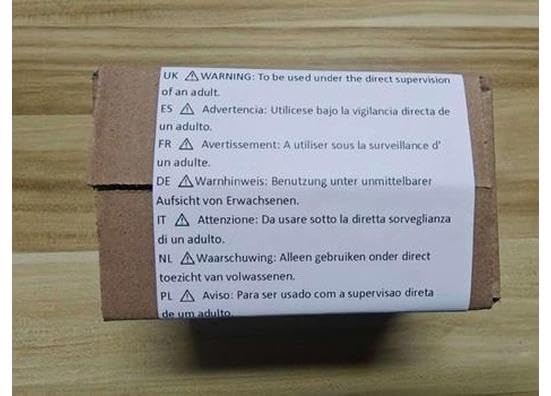 UK ⚠ WARNING: To be used under the direct supervision
of an adult.
ES ⚠ Advertencia: Utilícese bajo la vigilancia directa de
un adulto.
FR ⚠ Avertissement: A utiliser sous la surveillance d'
un adulte.
DE ⚠ Warnhinweis: Benutzung unter unmittelbarer
Aufsicht von Erwachsenen.
IT ⚠ Attenzione: Da usare sotto la diretta sorveglianza
di un adulto.
NL ⚠ Waarschuwing: Alleen gebruiken onder direct
toezicht van volwassenen.
PL ⚠ Aviso: Para ser usado com a supervisao direta
de um adulto.